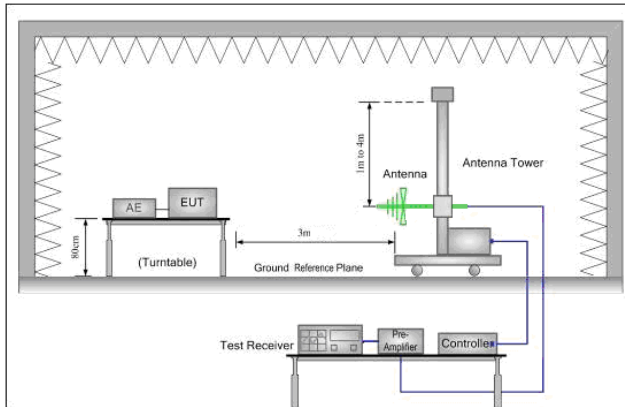 1m to 4m
Antenna
Antenna Tower
AE
EUT
80cm
(Turntable)
3m
Ground Reference Plane
Test Receiver
Pre-
Amplifier
Controller